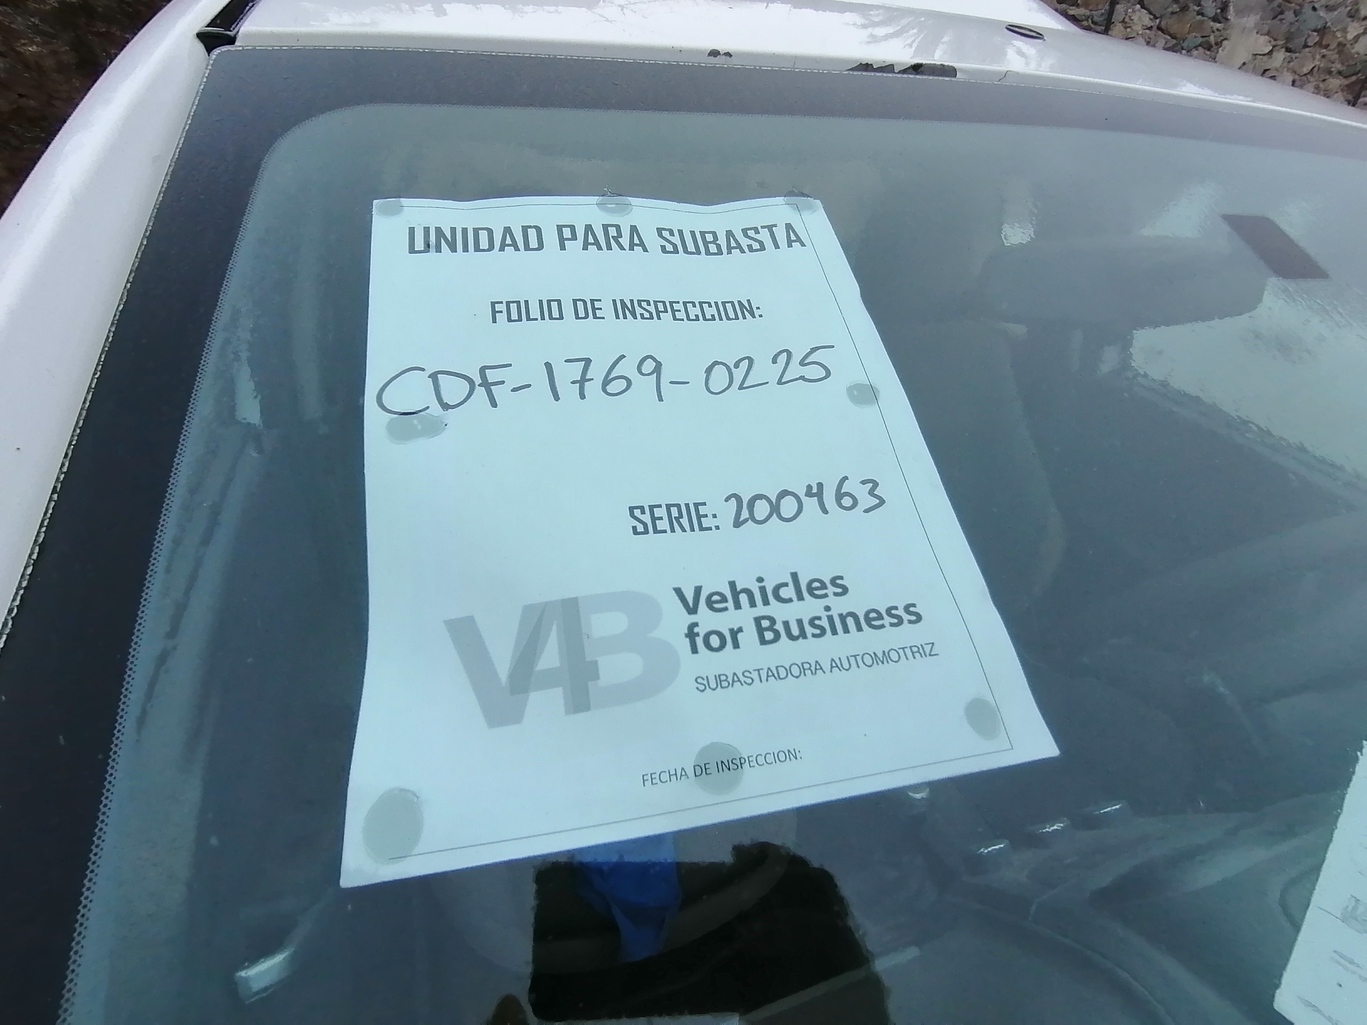 UNIDAD PARA SUBASTA
FOLIO DE INSPECCION:
CDF-1769-0225
SERIE: 200463
V4B
Vehicles
for Business
SUBASTADORA AUTOMOTRIZ
FECHA DE INSPECCION: